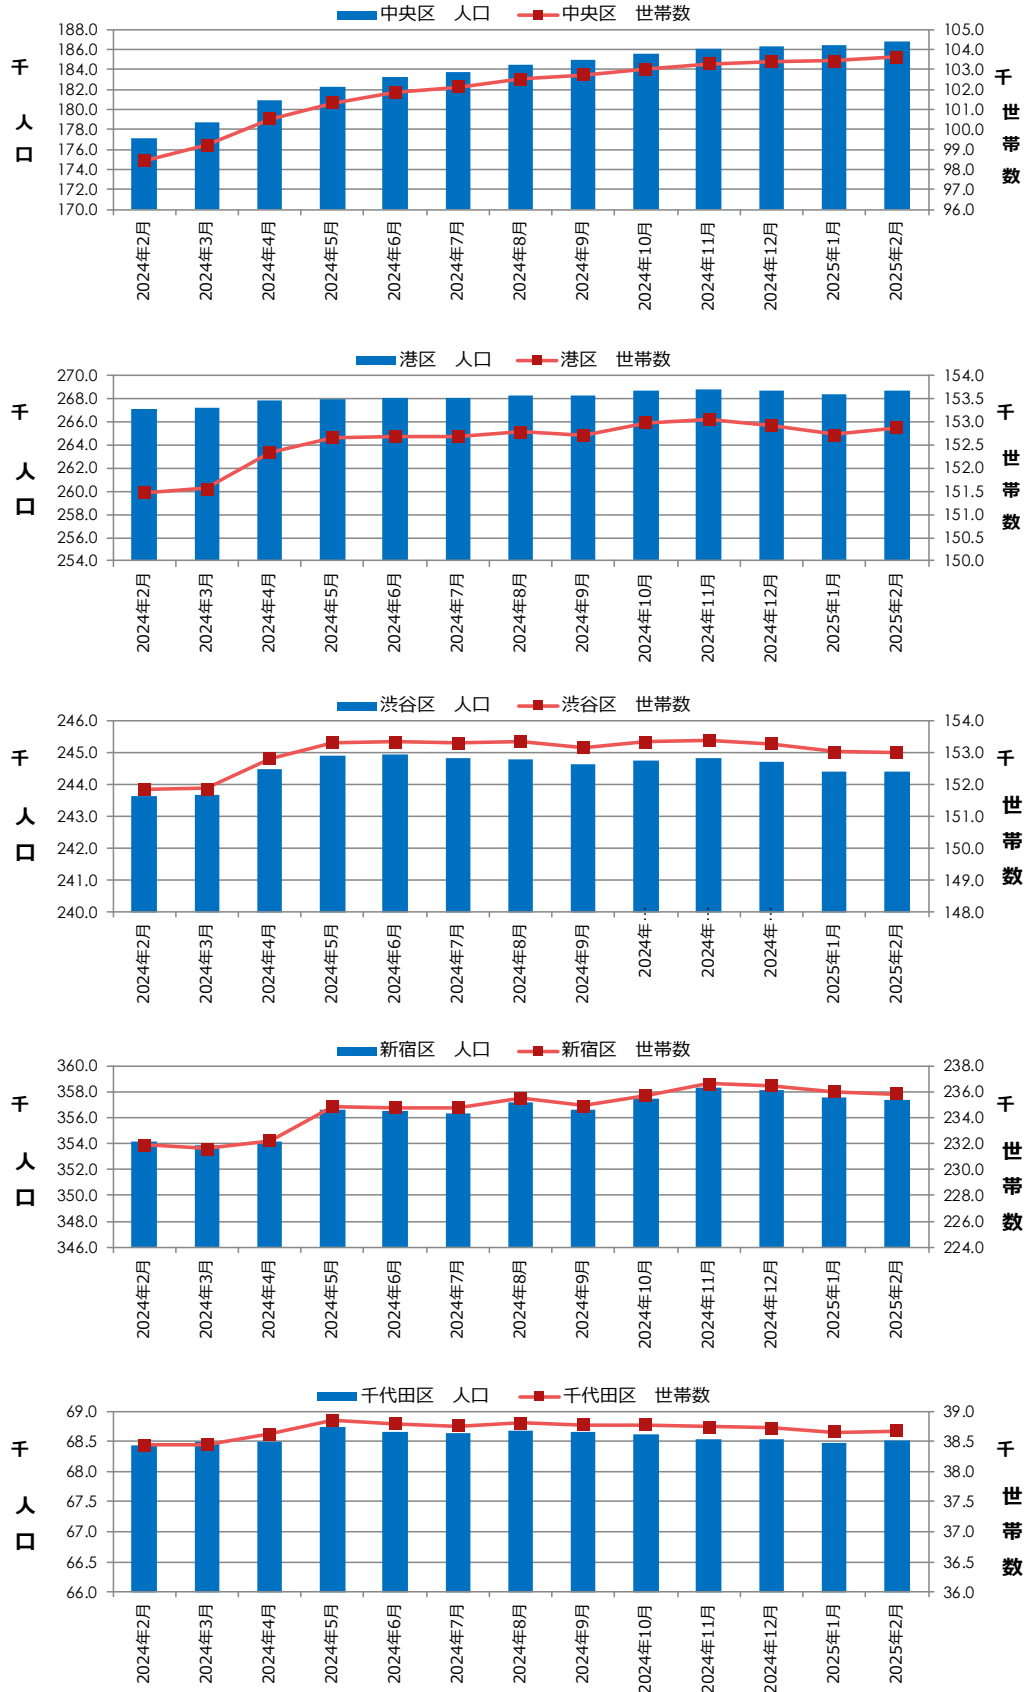 中央区　人口　中央区　世帯数
千
人
口
188.0
186.0
184.0
182.0
180.0
178.0
176.0
174.0
172.0
170.0
105.0
104.0
103.0
102.0
101.0
100.0
99.0
98.0
97.0
96.0
千
世
帯
数
2024年2月
2024年3月
2024年4月
2024年5月
2024年6月
2024年7月
2024年8月
2024年9月
2024年10月
2024年11月
2024年12月
2025年1月
2025年2月
港区　人口　港区　世帯数
千
人
口
270.0
268.0
266.0
264.0
262.0
260.0
258.0
256.0
254.0
154.0
153.5
153.0
152.5
152.0
151.5
151.0
150.5
150.0
千
世
帯
数
2024年2月
2024年3月
2024年4月
2024年5月
2024年6月
2024年7月
2024年8月
2024年9月
2024年10月
2024年11月
2024年12月
2025年1月
2025年2月
渋谷区　人口　渋谷区　世帯数
千
人
口
246.0
245.0
244.0
243.0
242.0
241.0
240.0
154.0
153.0
152.0
151.0
150.0
149.0
148.0
千
世
帯
数
2024年2月
2024年3月
2024年4月
2024年5月
2024年6月
2024年7月
2024年8月
2024年9月
2024年…
2024年…
2024年…
2025年1月
2025年2月
新宿区　人口　新宿区　世帯数
千
人
口
360.0
358.0
356.0
354.0
352.0
350.0
348.0
346.0
238.0
236.0
234.0
232.0
230.0
228.0
226.0
224.0
千
世
帯
数
2024年2月
2024年3月
2024年4月
2024年5月
2024年6月
2024年7月
2024年8月
2024年9月
2024年10月
2024年11月
2024年12月
2025年1月
2025年2月
千代田区　人口　千代田区　世帯数
千
人
口
69.0
68.5
68.0
67.5
67.0
66.5
66.0
39.0
38.5
38.0
37.5
37.0
36.5
36.0
千
世
帯
数
2024年2月
2024年3月
2024年4月
2024年5月
2024年6月
2024年7月
2024年8月
2024年9月
2024年10月
2024年11月
2024年12月
2025年1月
2025年2月